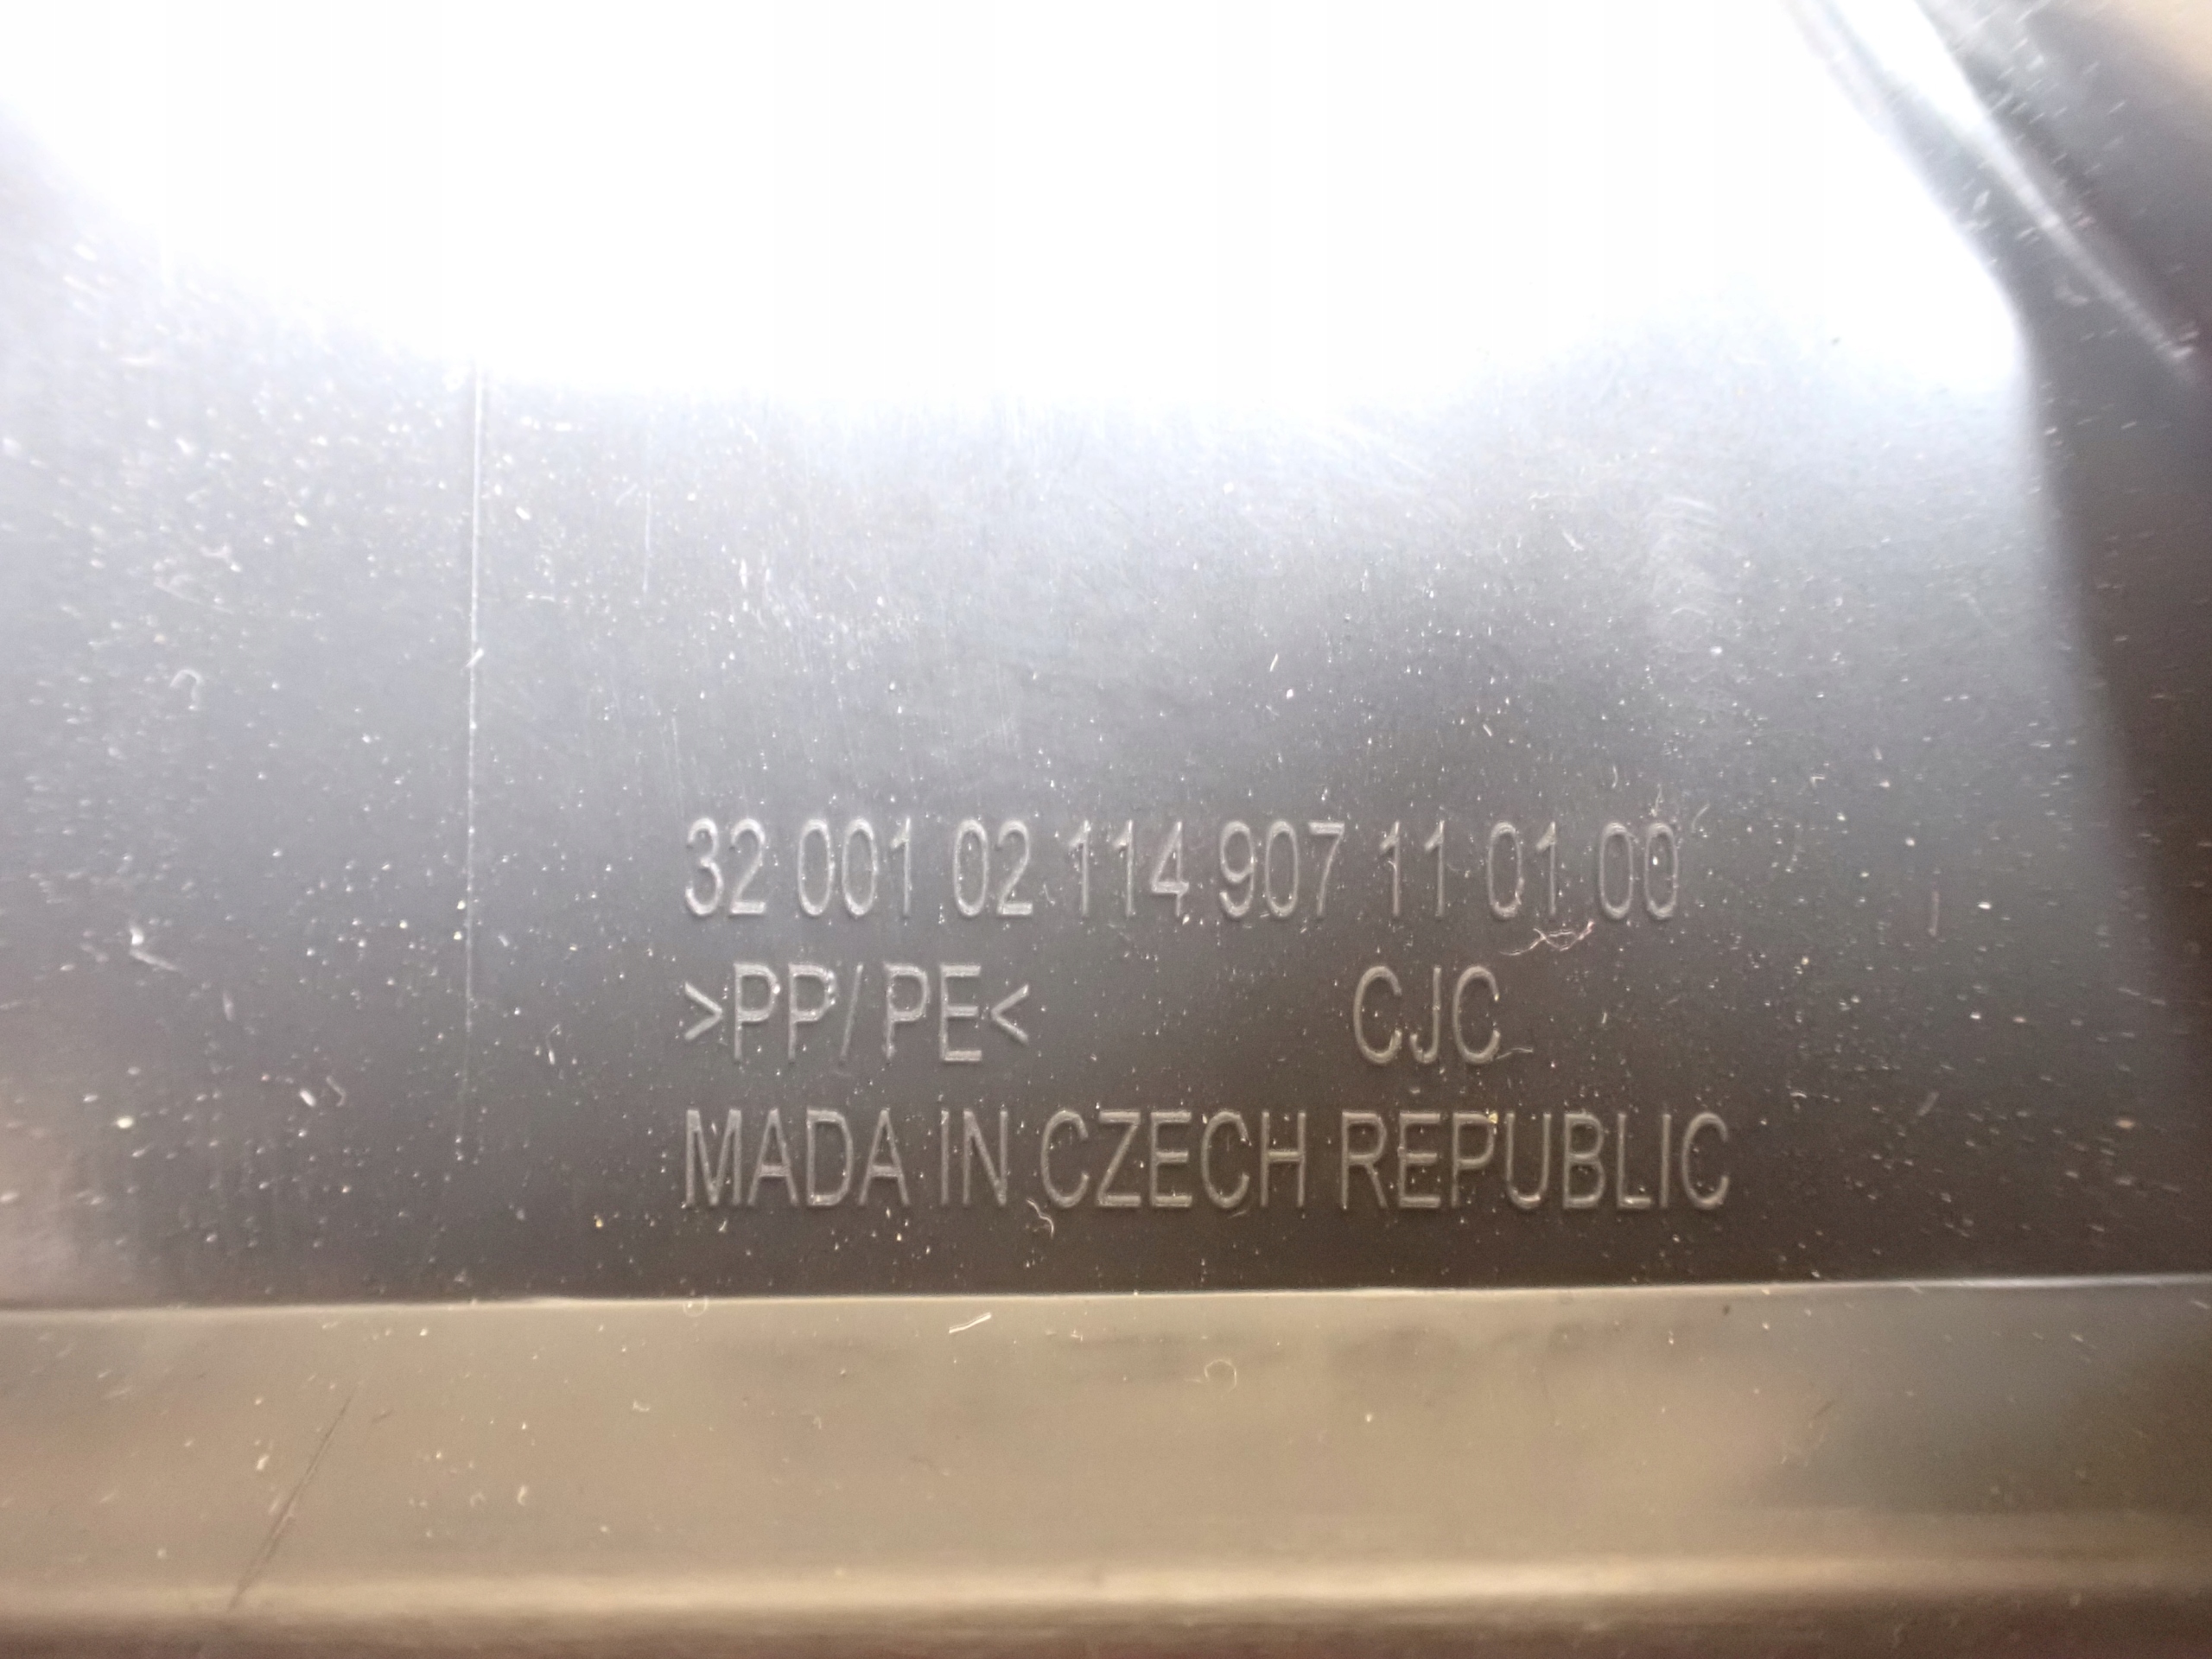 32 001 02 114 907 11 01 00
>PP/PE< CJC
MADA IN CZECH REPUBLIC